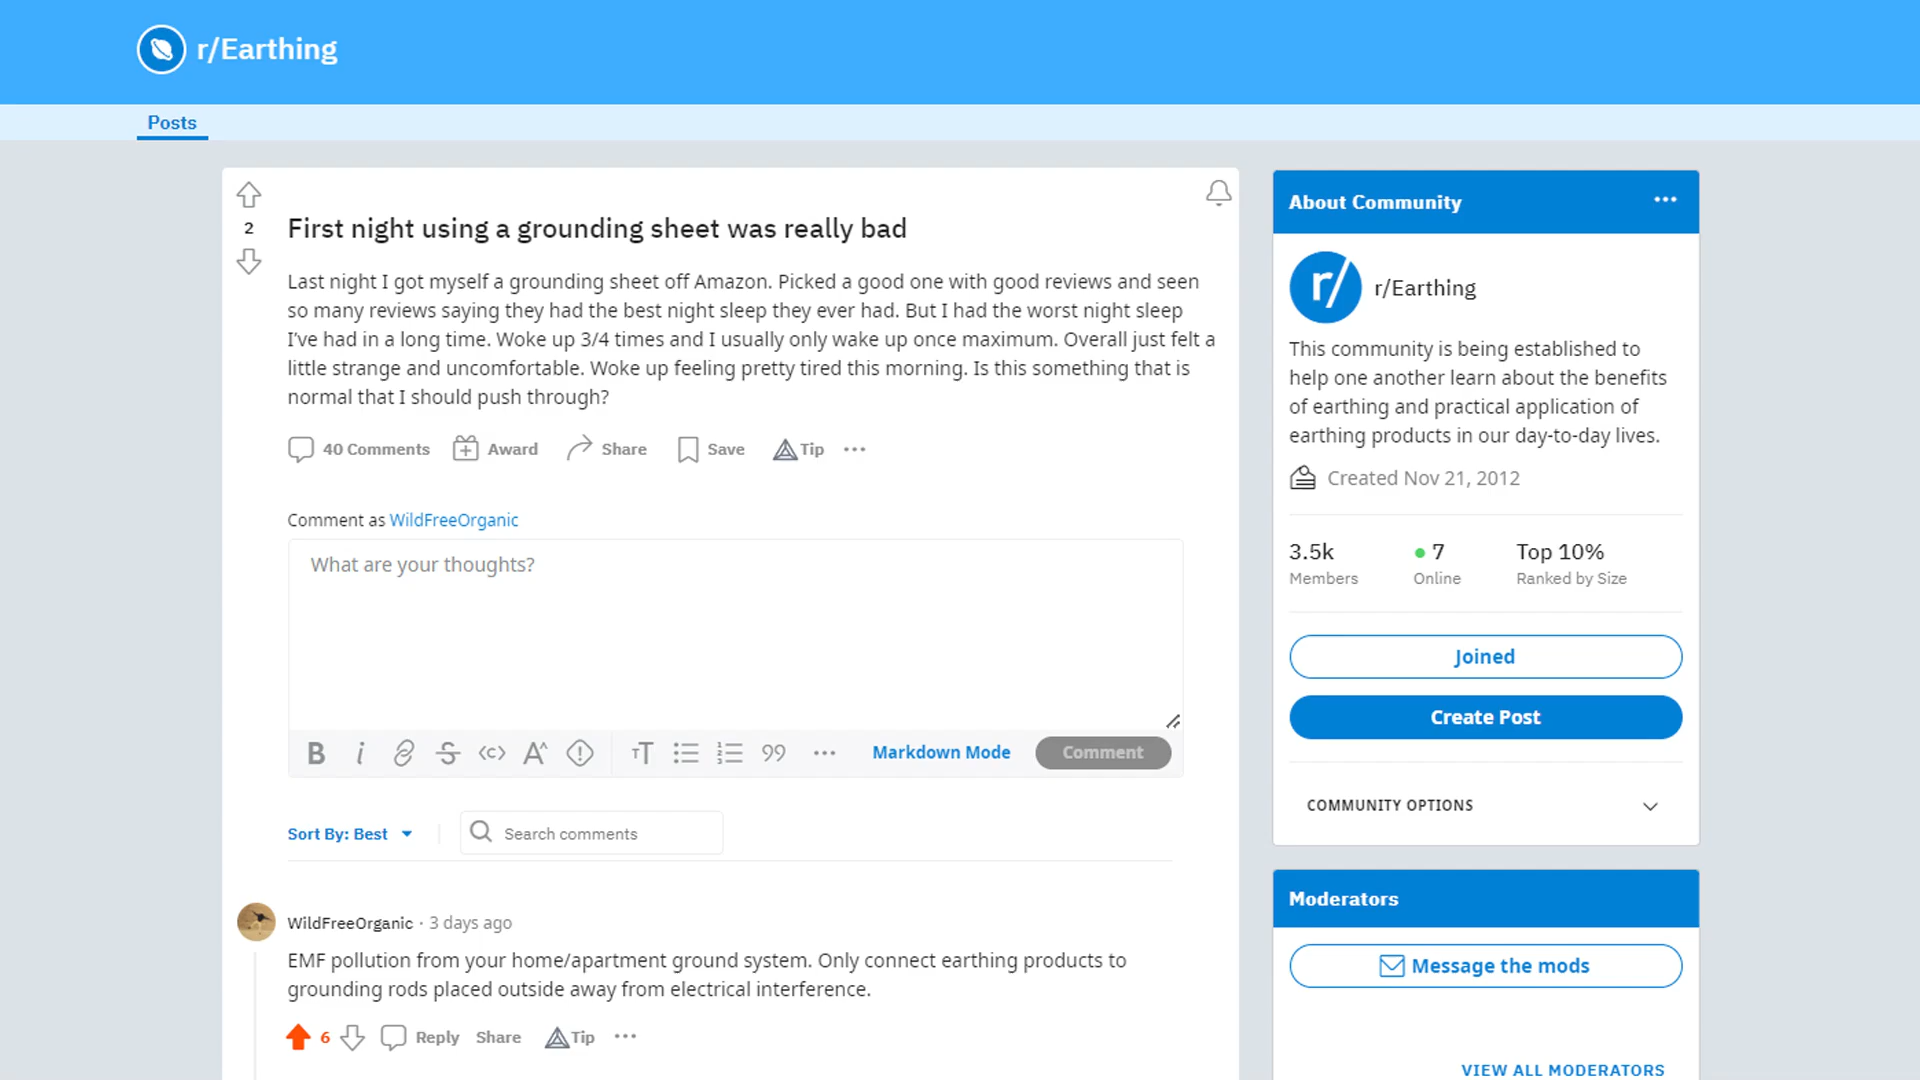 r/Earthing
Posts
2
First night using a grounding sheet was really bad
Last night I got myself a grounding sheet off Amazon. Picked a good one with good reviews and seen
so many reviews saying they had the best night sleep they ever had. But I had the worst night sleep
I've had in a long time. Woke up 3/4 times and I usually only wake up once maximum. Overall just felt a
little strange and uncomfortable. Woke up feeling pretty tired this morning. Is this something that is
normal that I should push through?
40 Comments Award Share Save Tip ···
Comment as WildFreeOrganic
What are your thoughts?
Markdown Mode Comment
Sort By: Best Search comments
WildFreeOrganic · 3 days ago
EMF pollution from your home/apartment ground system. Only connect earthing products to
grounding rods placed outside away from electrical interference.
6 Reply Share Tip ···
About Community ···
r/ r/Earthing
This community is being established to
help one another learn about the benefits
of earthing and practical application of
earthing products in our day-to-day lives.
Created Nov 21, 2012
3.5k 7 Top 10%
Members Online Ranked by Size
Joined
Create Post
COMMUNITY OPTIONS
Moderators
Message the mods
VIEW ALL MODERATORS